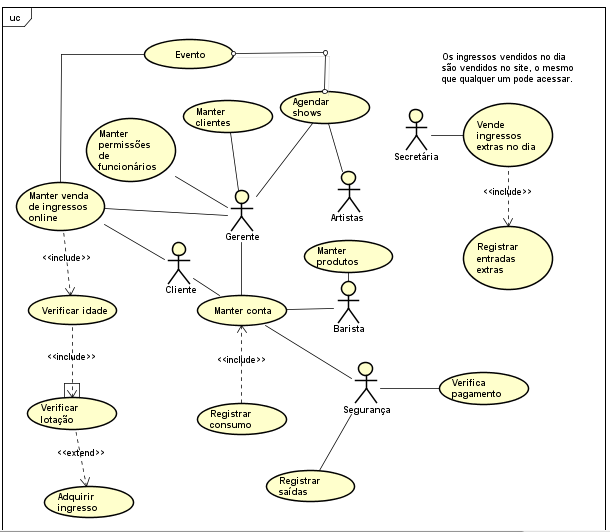 uc
Evento
Os ingressos vendidos no dia
são vendidos no site, o mesmo
que qualquer um pode acessar.
Agendar
shows
Manter
clientes
Manter
permissões
de
funcionários
Vende
ingressos
extras no dia
Secretária
Manter venda
de ingressos
online
<<include>>
Artistas
Gerente
Manter
produtos
Registrar
entradas
extras
<<include>>
Cliente
Verificar idade
Manter conta
Barista
<<include>>
<<include>>
Verifica
pagamento
Segurança
Verificar
lotação
Registrar
consumo
<<extend>>
Registrar
saídas
Adquirir
ingresso